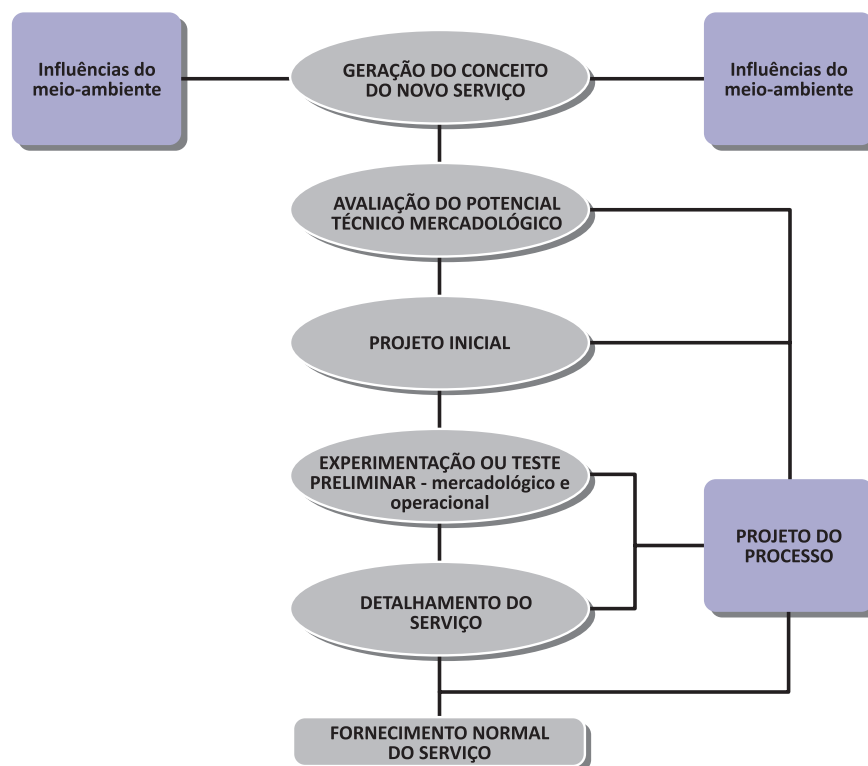 Influências do
meio-ambiente
GERAÇÃO DO CONCEITO
DO NOVO SERVIÇO
Influências do
meio-ambiente
AVALIAÇÃO DO POTENCIAL
TÉCNICO MERCADOLÓGICO
PROJETO INICIAL
EXPERIMENTAÇÃO OU TESTE
PRELIMINAR - mercadológico e
operacional
PROJETO DO
PROCESSO
DETALHAMENTO DO
SERVIÇO
FORNECIMENTO NORMAL
DO SERVIÇO